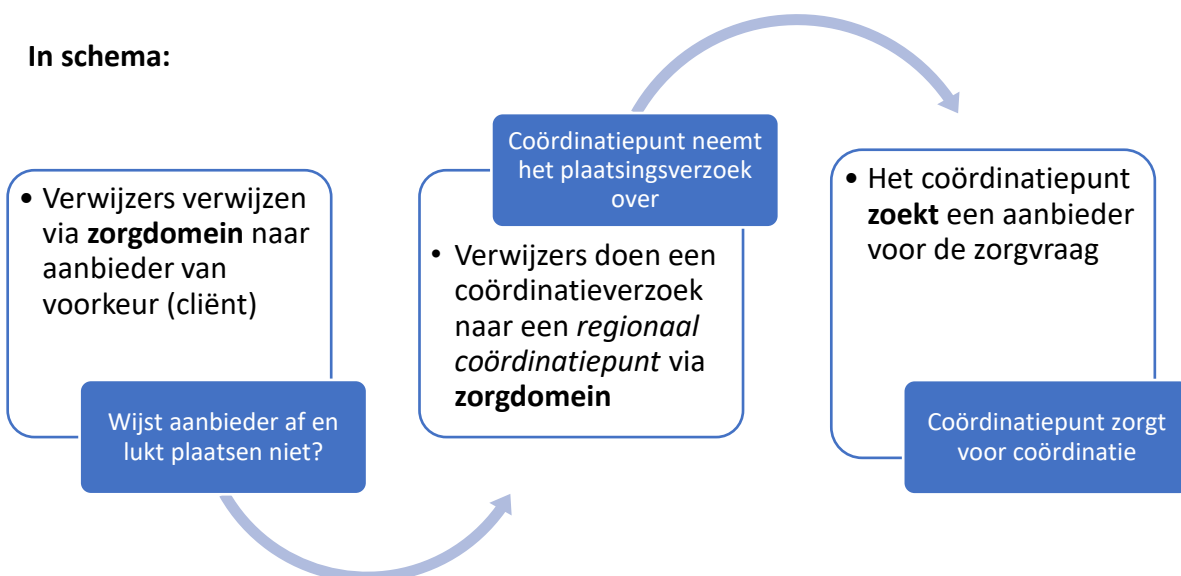 In schema:
• Verwijzers verwijzen
via zorgdomein naar
aanbieder van
voorkeur (cliënt)
Wijst aanbieder af en
lukt plaatsen niet?
Coördinatiepunt neemt
het plaatsingsverzoek
over
• Verwijzers doen een
coördinatieverzoek
naar een regionaal
coördinatiepunt via
zorgdomein
• Het coördinatiepunt
zoekt een aanbieder
voor de zorgvraag
Coördinatiepunt zorgt
voor coördinatie